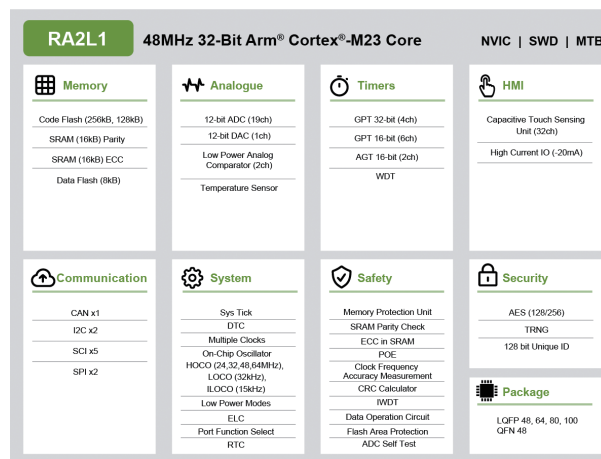 RA2L1
48MHz 32-Bit Arm® Cortex®-M23 Core
NVIC | SWD | MTB
Memory
Code Flash (256kB, 128kB)
SRAM (16kB) Parity
SRAM (16kB) ECC
Data Flash (8kB)
Analogue
12-bit ADC (19ch)
12-bit DAC (1ch)
Low Power Analog
Comparator (2ch)
Temperature Sensor
Timers
GPT 32-bit (4ch)
GPT 16-bit (6ch)
AGT 16-bit (2ch)
WDT
HMI
Capacitive Touch Sensing
Unit (32ch)
High Current IO (-20mA)
Communication
CAN x1
I2C x2
SCI x5
SPI x2
System
Sys Tick
DTC
Multiple Clocks
On-Chip Oscillator
HOCO (24,32,48,64MHz),
LOCO (32kHz),
ILOCO (15kHz)
Low Power Modes
ELC
Port Function Select
RTC
Safety
Memory Protection Unit
SRAM Parity Check
ECC in SRAM
POE
Clock Frequency
Accuracy Measurement
CRC Calculator
IWDT
Data Operation Circuit
Flash Area Protection
ADC Self Test
Security
AES (128/256)
TRNG
128 bit Unique ID
Package
LQFP 48, 64, 80, 100
QFN 48